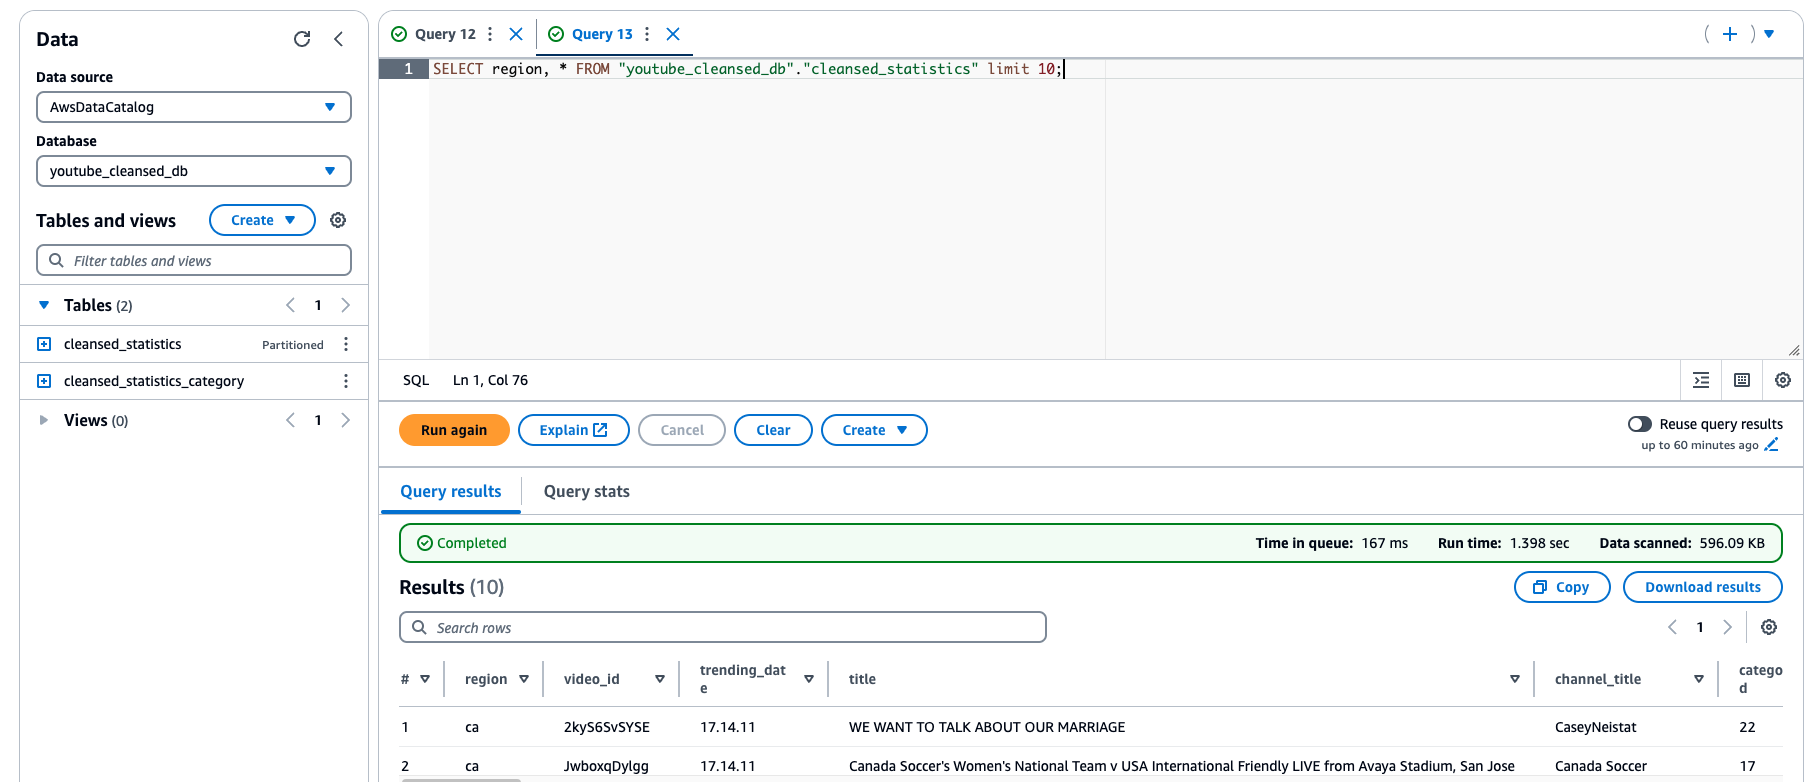 Data
Data source
AwsDataCatalog
Database
youtube_cleansed_db
Tables and views
Create
Filter tables and views
Tables (2)
1
cleansed_statistics
Partitioned
cleansed_statistics_category
Views (0)
1
Query 12
Query 13
1 SELECT region, * FROM "youtube_cleansed_db"."cleansed_statistics" limit 10;
SQL Ln 1, Col 76
Run again
Explain
Cancel
Clear
Create
Reuse query results
up to 60 minutes ago
Query results
Query stats
Completed
Time in queue: 167 ms Run time: 1.398 sec Data scanned: 596.09 KB
Results (10)
Copy
Download results
Search rows
1
# region video_id trending_dat
e title channel_title catego
d
1 ca 2kyS6SvSYSE 17.14.11 WE WANT TO TALK ABOUT OUR MARRIAGE CaseyNeistat 22
2 ca JwboxqDylgg 17.14.11 Canada Soccer's Women's National Team v USA International Friendly LIVE from Avaya Stadium, San Jose Canada Soccer 17